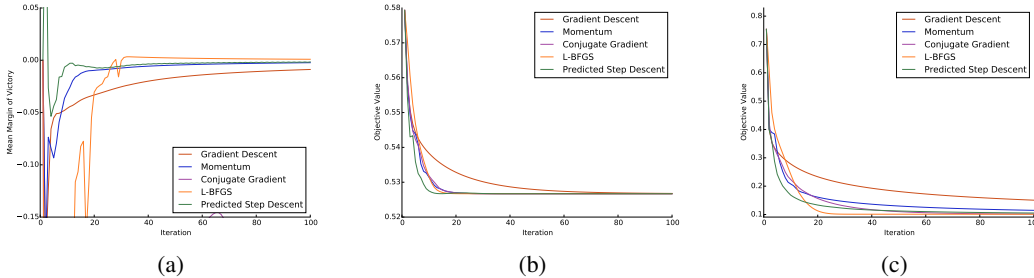 0.05
0.00
−0.05
−0.10
−0.15
0 20 40 60 80 100
Mean Margin of Victory
Iteration
Gradient Descent
Momentum
Conjugate Gradient
L-BFGS
Predicted Step Descent
(a)
0.58
0.56
0.55
0.53
0.52
0 20 40 60 80 100
Objective Value
Iteration
Gradient Descent
Momentum
Conjugate Gradient
L-BFGS
Predicted Step Descent
(b)
0.8
0.7
0.6
0.5
0.4
0.3
0.2
0.1
0 20 40 60 80 100
Objective Value
Iteration
Gradient Descent
Momentum
Conjugate Gradient
L-BFGS
Predicted Step Descent
(c)